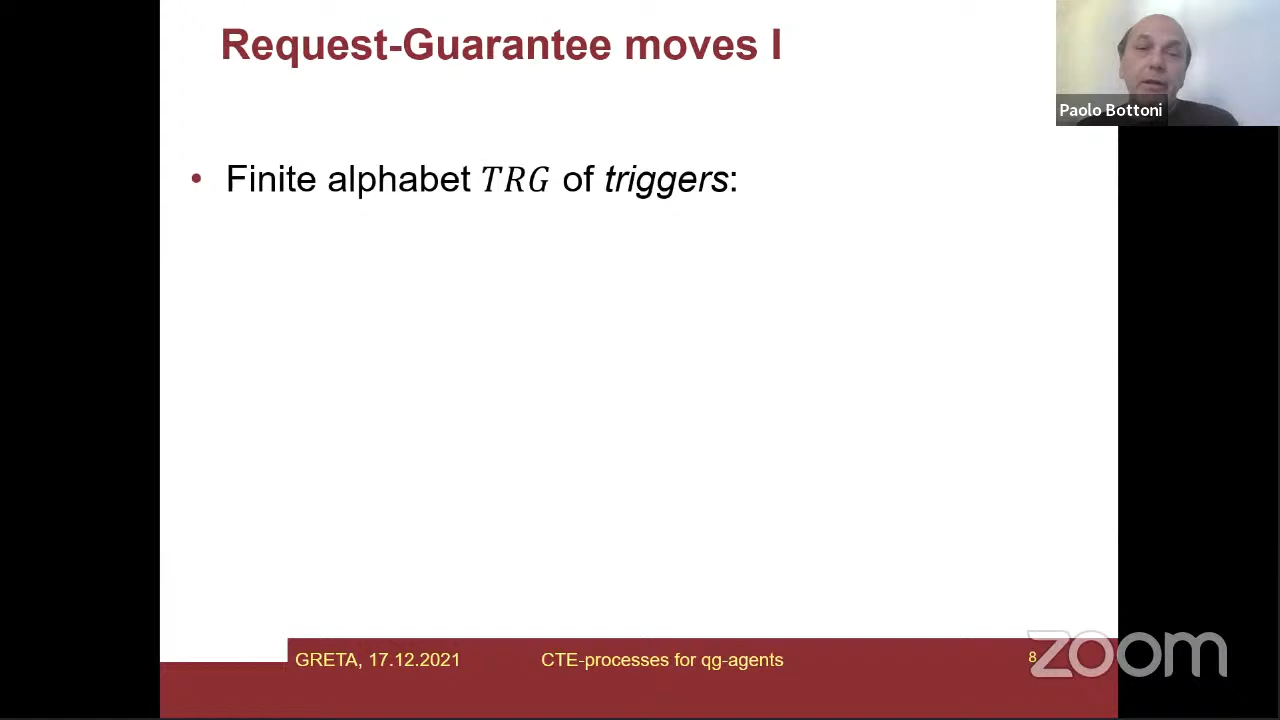 Request-Guarantee moves I
Paolo Bottoni
• Finite alphabet TRG of triggers:
GRETA, 17.12.2021 CTE-processes for qg-agents 8
zoom